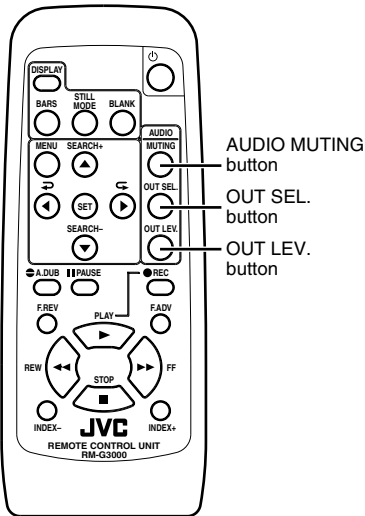 DISPLAY
BARS
STILL
MODE
BLANK
AUDIO
MENU
SEARCH+
MUTING
AUDIO MUTING
button
SET
OUT SEL.
OUT SEL.
button
SEARCH–
OUT LEV.
OUT LEV.
button
A.DUB
PAUSE
REC
F.REV
PLAY
F.ADV
REW
FF
STOP
INDEX–
INDEX+
JVC
REMOTE CONTROL UNIT
RM-G3000